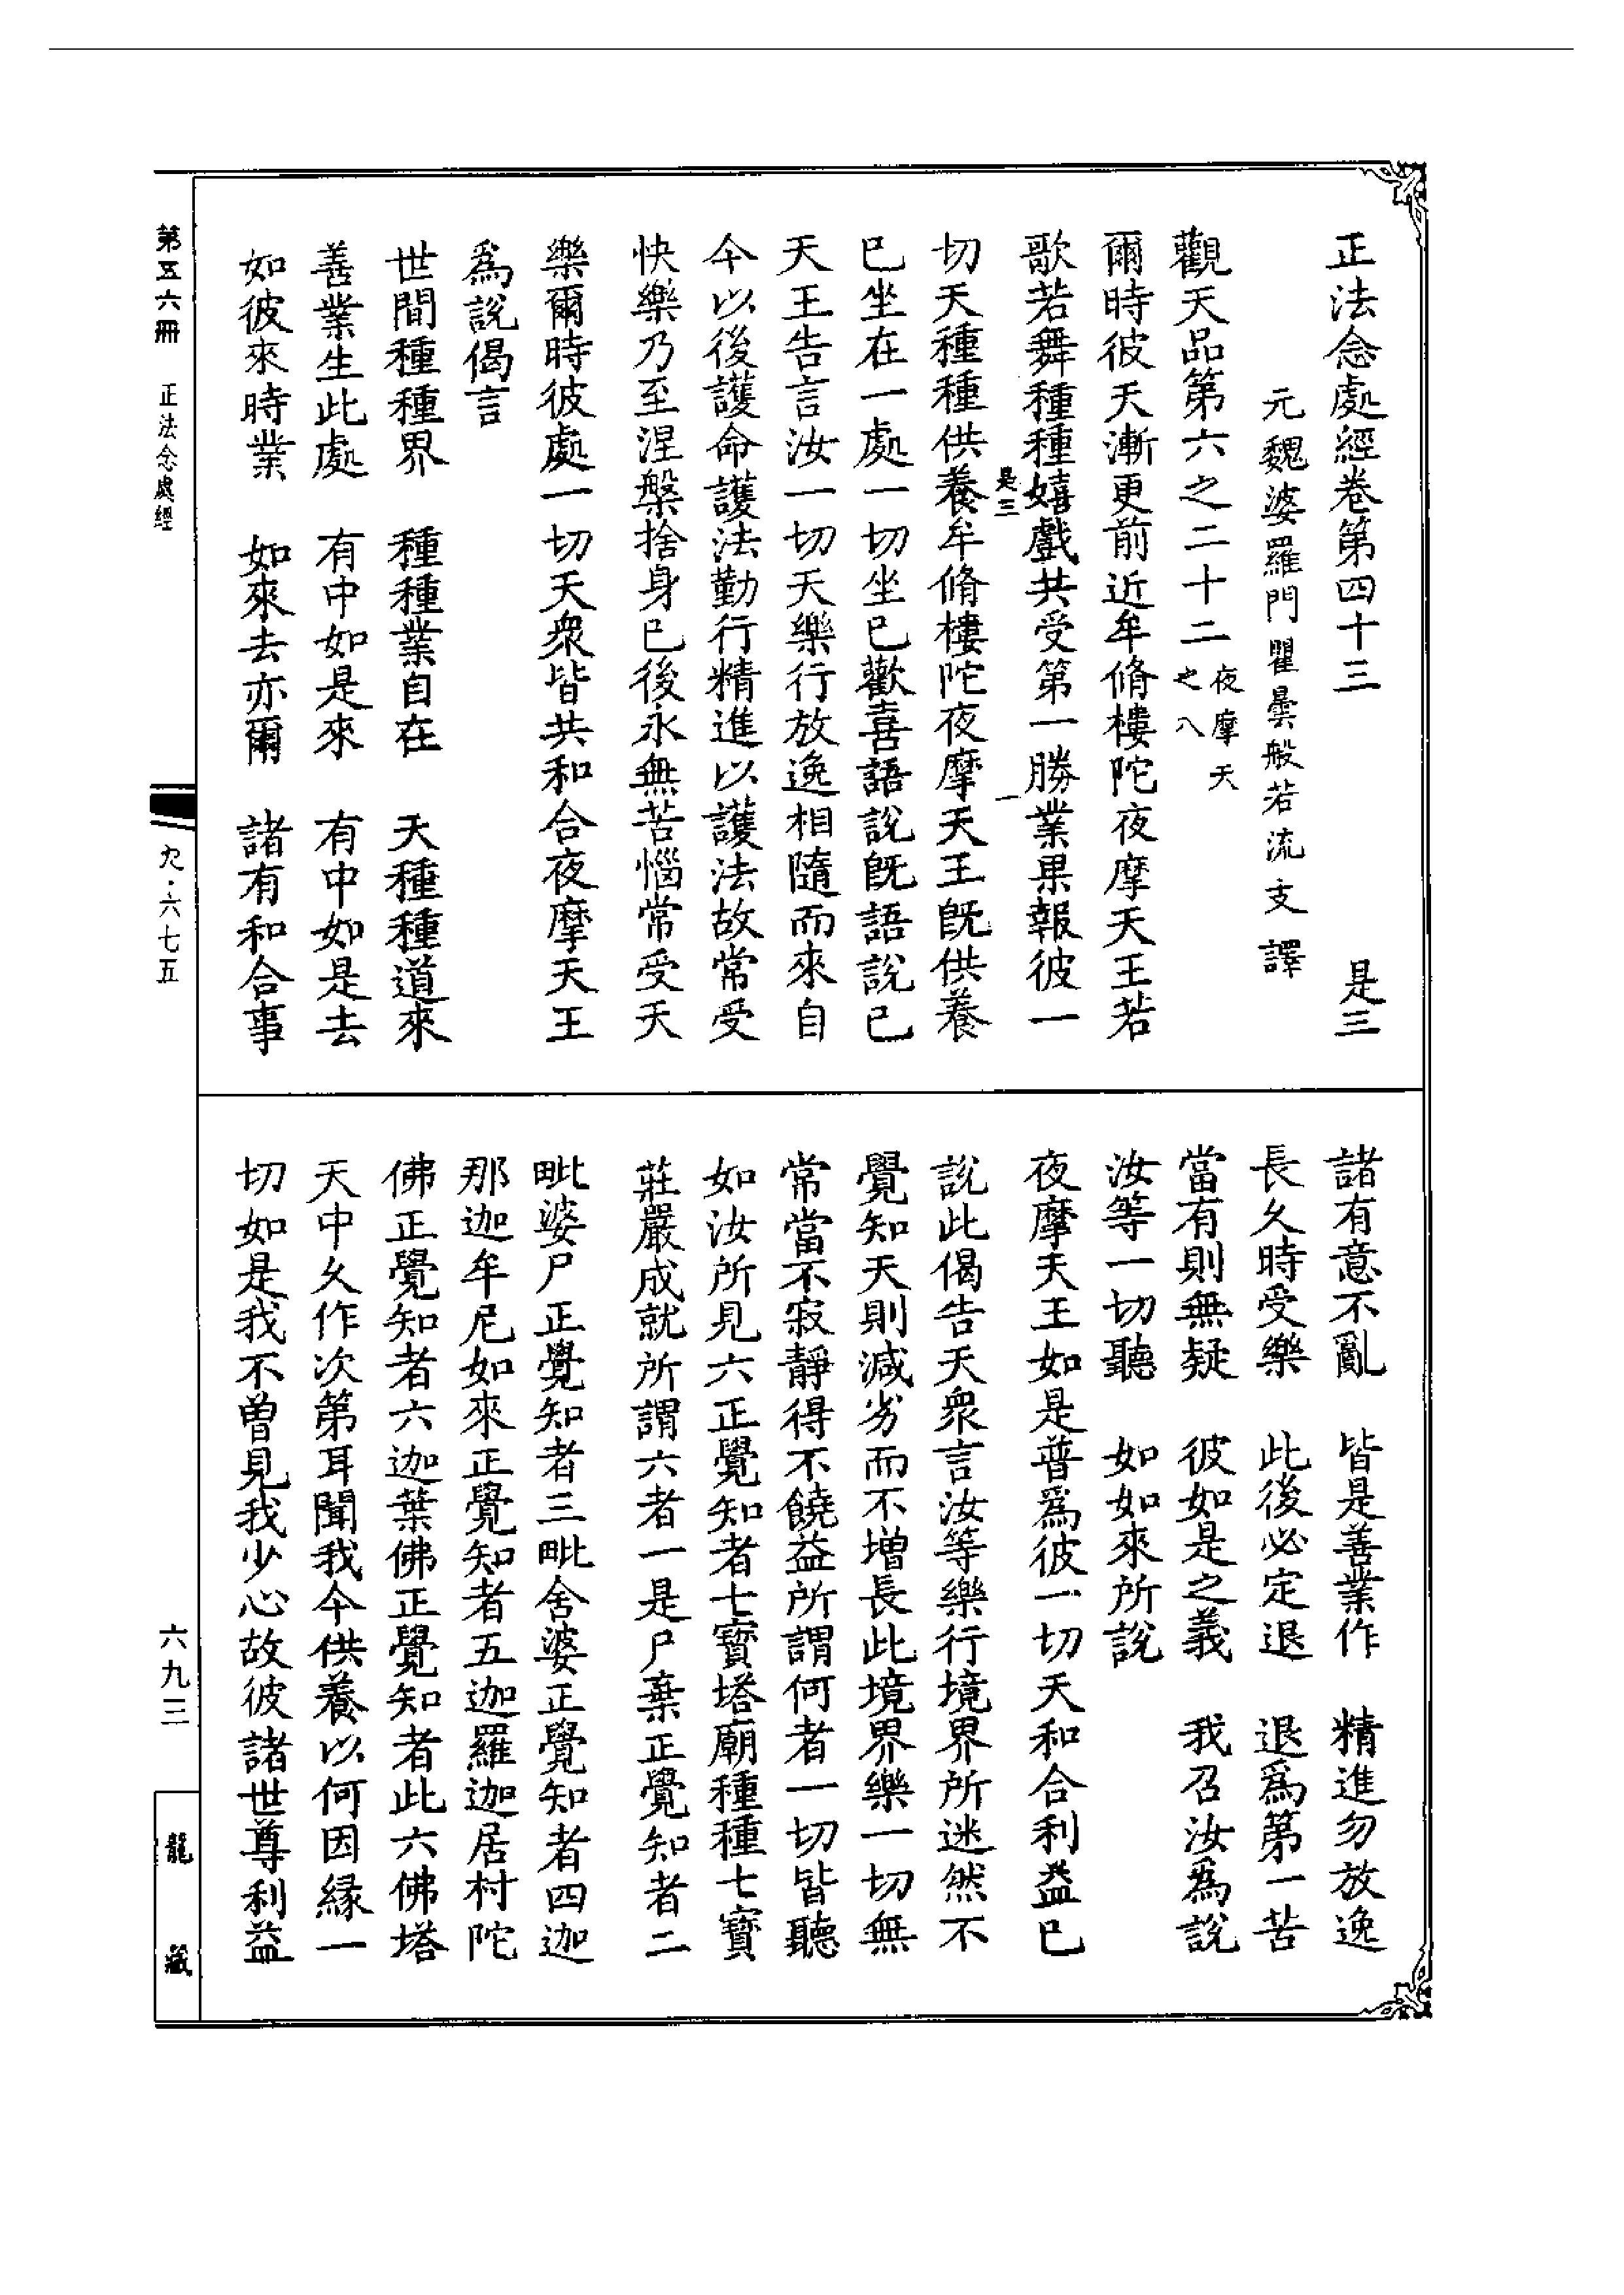 正法念處經卷第四十三　是三
元魏婆羅門瞿曇般若流支譯
觀天品第六之二十二夜摩天之八
爾時彼天漸更前近牟脩樓陀夜摩天王若
歌若舞種種嬉戲共受第一勝業果報彼一
是三　一
切天種種供養牟脩樓陀夜摩天王旣供養
已坐在一處一切坐已歡喜語說旣語說已
天王告言汝一切天樂行放逸相隨而來自
今以後護命護法勤行精進以護法故常受
快樂乃至涅槃捨身已後永無苦惱常受天
樂爾時彼處一切天衆皆共和合夜摩天王
爲說偈言
世間種種界　種種業自在　天種種道來
善業生此處　有中如是來　有中如是去
如彼來時業　如來去亦爾　諸有和合事
諸有意不亂　皆是善業作　精進勿放逸
長久時受樂　此後必定退　退爲第一苦
當有則無疑　彼如是之義　我召汝爲說
汝等一切聽　如如來所說
夜摩天王如是普爲彼一切天和合利益已
說此偈告天衆言汝等樂行境界所迷然不
覺知天則減劣而不增長此境界樂一切無
常當不寂靜得不饒益所謂何者一切皆聽
如汝所見六正覺知者七寶塔廟種種七寶
莊嚴成就所謂六者一是尸棄正覺知者二
毗婆尸正覺知者三毗舍婆正覺知者四迦
那迦牟尼如來正覺知者五迦羅迦居村陀
佛正覺知者六迦葉佛正覺知者此六佛塔
天中久作次第耳聞我今供養以何因緣一
切如是我不曾見我少心故彼諸世尊利益
第五六冊　正法念處經　九·六七五　六九三　龍藏